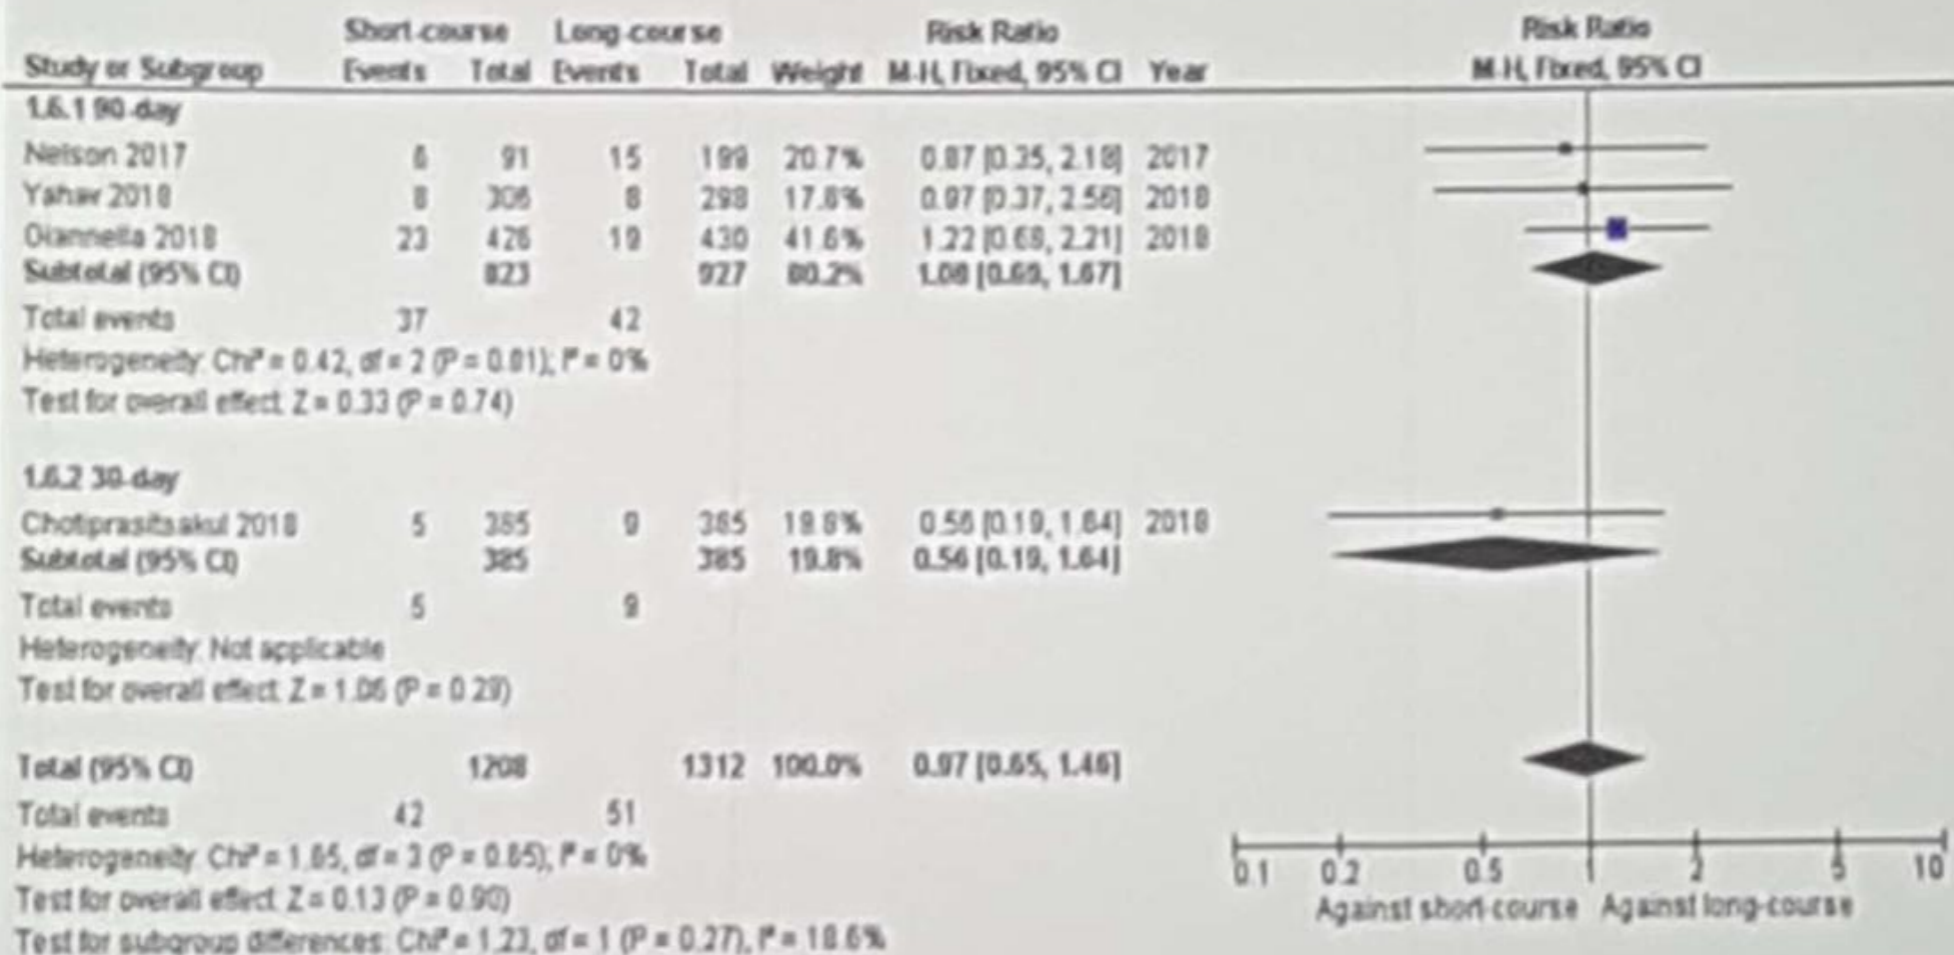 Short-course Long-course Risk Ratio Risk Ratio
Study or Subgroup Events Total Events Total Weight M-H, Fixed, 95% CI Year M-H, Fixed, 95% CI
1.6.1 90-day
Nelson 2017 6 91 15 199 20.7% 0.87 [0.35, 2.18] 2017
Yahav 2018 8 306 8 298 17.8% 0.97 [0.37, 2.56] 2018
Giannella 2018 23 426 19 430 41.6% 1.22 [0.68, 2.21] 2018
Subtotal (95% CI) 823 927 80.2% 1.08 [0.69, 1.67]
Total events 37 42
Heterogeneity: Chi² = 0.42, df = 2 (P = 0.81); I² = 0%
Test for overall effect: Z = 0.33 (P = 0.74)
1.6.2 30-day
Chotiprasitsakul 2018 5 385 9 385 19.8% 0.56 [0.19, 1.64] 2018
Subtotal (95% CI) 385 385 19.8% 0.56 [0.19, 1.64]
Total events 5 9
Heterogeneity: Not applicable
Test for overall effect: Z = 1.06 (P = 0.29)
Total (95% CI) 1208 1312 100.0% 0.97 [0.65, 1.46]
Total events 42 51
Heterogeneity: Chi² = 1.65, df = 3 (P = 0.65); I² = 0%
Test for overall effect: Z = 0.13 (P = 0.90)
Test for subgroup differences: Chi² = 1.23, df = 1 (P = 0.27), I² = 18.6%
0.1 0.2 0.5 1 2 5 10
Against short-course Against long-course